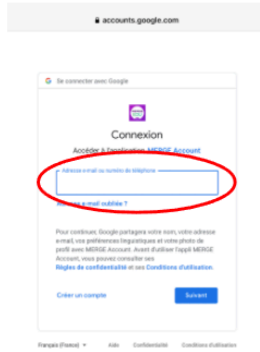 accounts.google.com
Se connecter avec Google
Connexion
Accéder à l'application MERGE Account
Adresse e-mail ou numéro de téléphone
Adresse e-mail oubliée ?
Pour continuer, Google partagera votre nom, votre adresse
e-mail, vos préférences linguistiques et votre photo de
profil avec MERGE Account. Avant d'utiliser l'appli MERGE
Account, vous pouvez consulter ses
Règles de confidentialité et ses Conditions d'utilisation.
Créer un compte
Suivant
Français (France) Aide Confidentialité Conditions d'utilisation